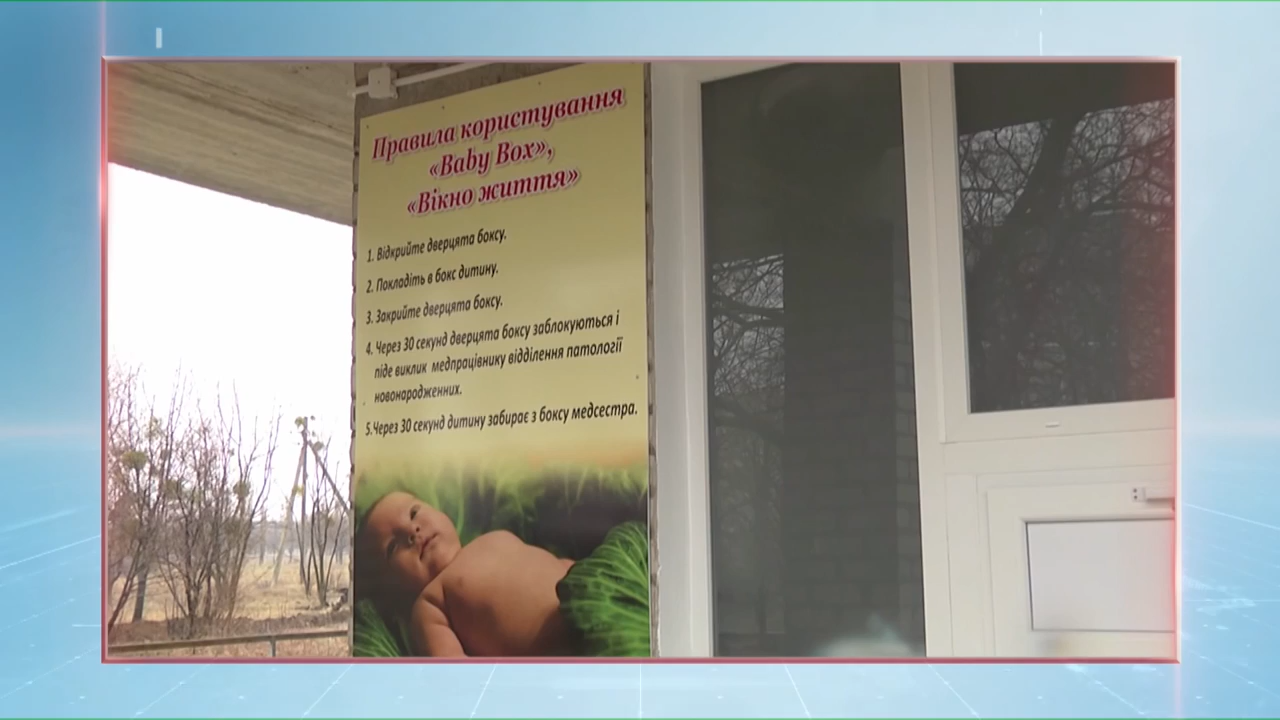 Правила користування
«Baby Box»,
«Вікно життя»
1. Відкрийте дверцята боксу.
2. Покладіть в бокс дитину.
3. Закрийте дверцята боксу.
4. Через 30 секунд дверцята боксу заблокуються і
піде виклик медпрацівнику відділення патології
новонародженних.
5.Через 30 секунд дитину забирає з боксу медсестра.